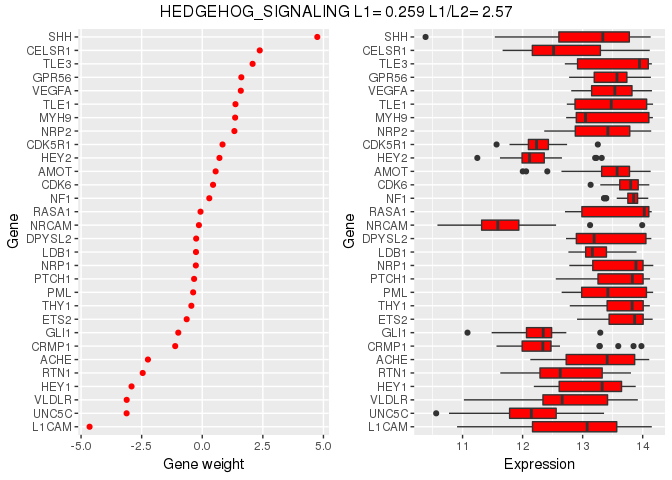 HEDGEHOG_SIGNALING L1= 0.259 L1/L2= 2.57
Gene
SHH
CELSR1
TLE3
GPR56
VEGFA
TLE1
MYH9
NRP2
CDK5R1
HEY2
AMOT
CDK6
NF1
RASA1
NRCAM
DPYSL2
LDB1
NRP1
PTCH1
PML
THY1
ETS2
GLI1
CRMP1
ACHE
RTN1
HEY1
VLDLR
UNC5C
L1CAM
-5.0 -2.5 0.0 2.5 5.0
Gene weight
Gene
SHH
CELSR1
TLE3
GPR56
VEGFA
TLE1
MYH9
NRP2
CDK5R1
HEY2
AMOT
CDK6
NF1
RASA1
NRCAM
DPYSL2
LDB1
NRP1
PTCH1
PML
THY1
ETS2
GLI1
CRMP1
ACHE
RTN1
HEY1
VLDLR
UNC5C
L1CAM
11 12 13 14
Expression